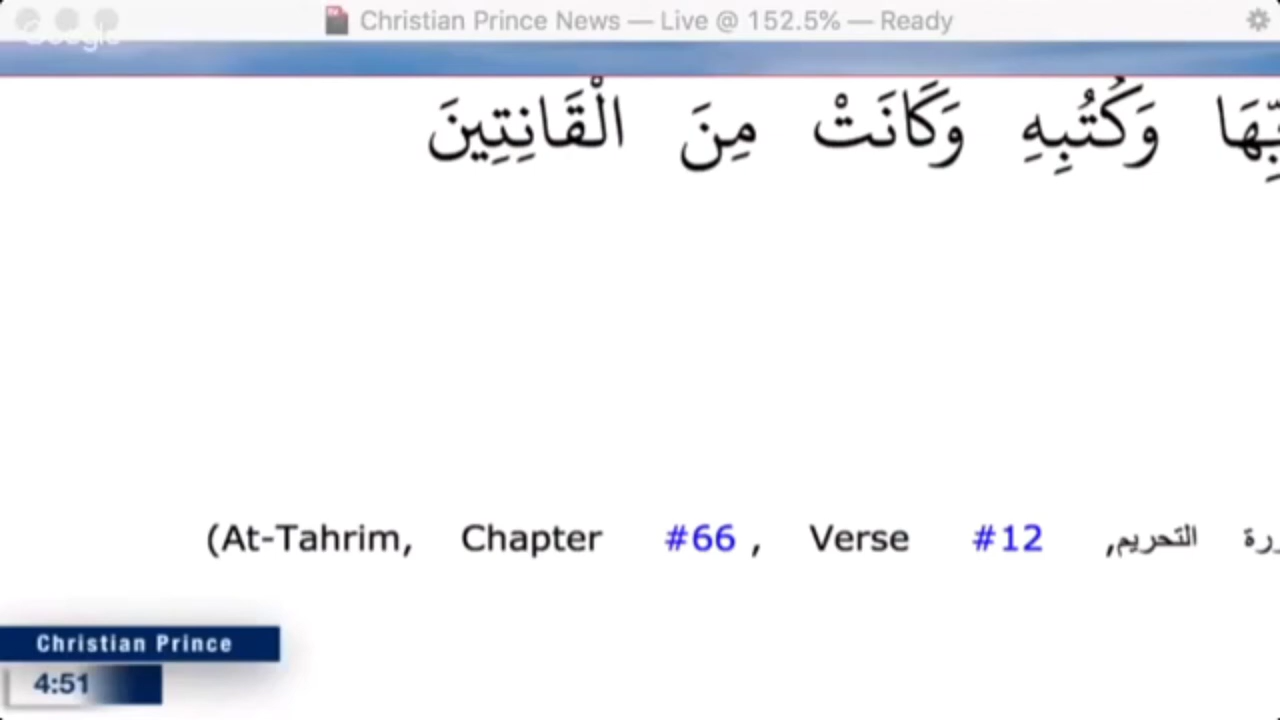 Christian Prince News — Live @ 152.5% — Ready
Google
وَكُتُبِهِ وَكَانَتْ مِنَ الْقَانِتِينَ
(At-Tahrim, Chapter #66 , Verse #12 التحريم,
Christian Prince
4:51